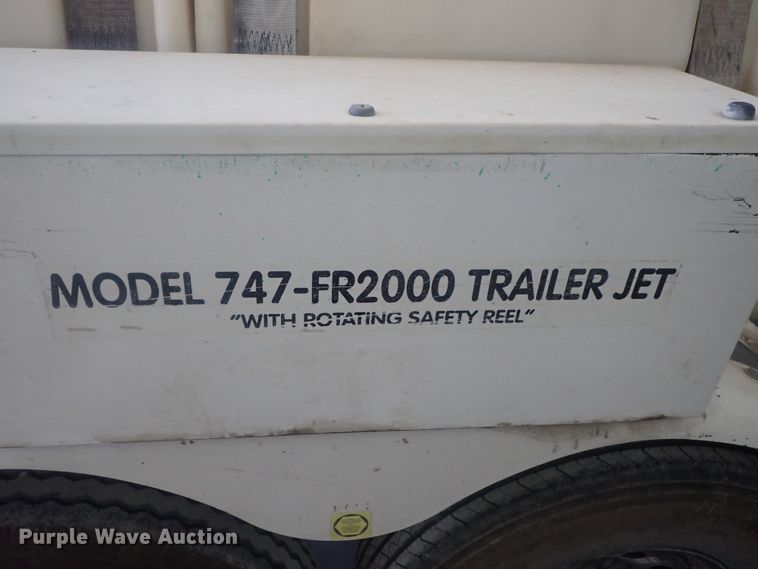 MODEL 747-FR2000 TRAILER JET
"WITH ROTATING SAFETY REEL"
Purple Wave Auction